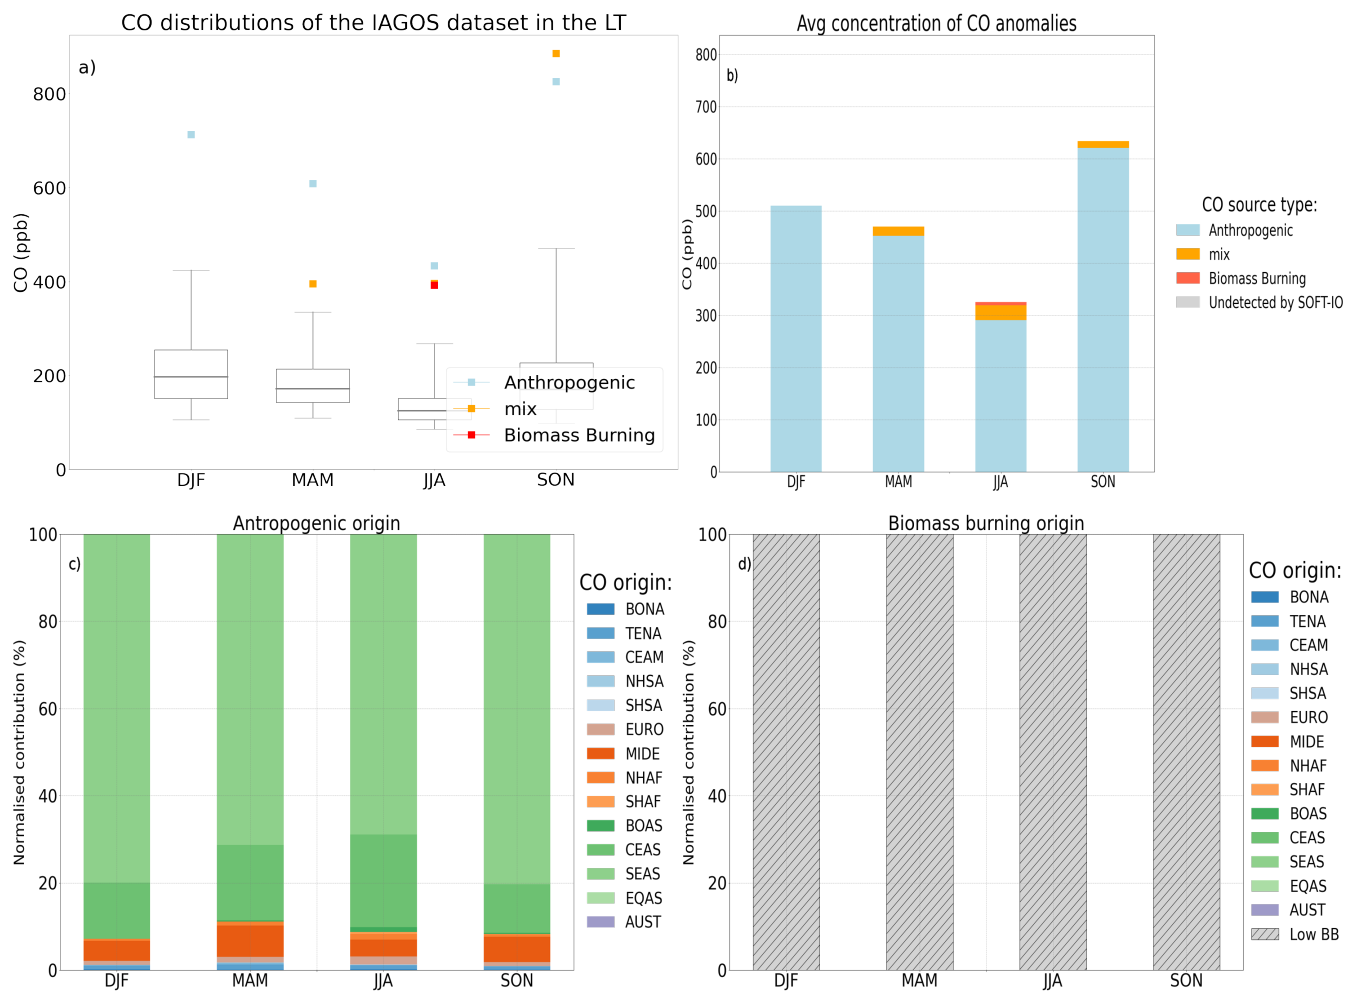 CO distributions of the IAGOS dataset in the LT
a)
CO (ppb)
800
600
400
200
0
DJF MAM JJA SON
Anthropogenic
mix
Biomass Burning
Avg concentration of CO anomalies
b)
CO (ppb)
800
700
600
500
400
300
200
100
0
DJF MAM JJA SON
CO source type:
Anthropogenic
mix
Biomass Burning
Undetected by SOFT-IO
Antropogenic origin
c)
Normalised contribution (%)
100
80
60
40
20
0
DJF MAM JJA SON
CO origin:
BONA
TENA
CEAM
NHSA
SHSA
EURO
MIDE
NHAF
SHAF
BOAS
CEAS
SEAS
EQAS
AUST
Biomass burning origin
d)
Normalised contribution (%)
100
80
60
40
20
0
DJF MAM JJA SON
CO origin:
BONA
TENA
CEAM
NHSA
SHSA
EURO
MIDE
NHAF
SHAF
BOAS
CEAS
SEAS
EQAS
AUST
Low BB